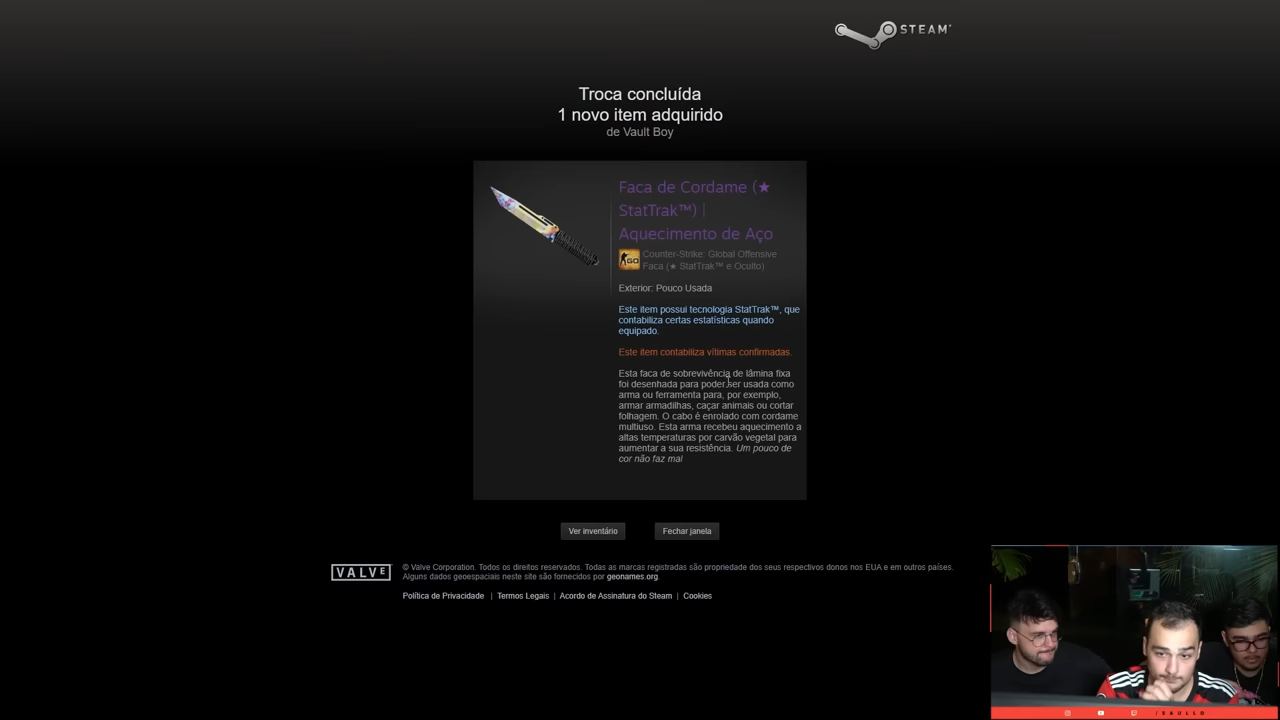 STEAM
Troca concluída
1 novo item adquirido
de Vault Boy
Faca de Cordame (★
StatTrak™) |
Aquecimento de Aço
GO
Counter-Strike: Global Offensive
Faca (★ StatTrak™ e Oculto)
Exterior: Pouco Usada
Este item possui tecnologia StatTrak™, que
contabiliza certas estatísticas quando
equipado.
Este item contabiliza vítimas confirmadas.
Esta faca de sobrevivência de lâmina fixa
foi desenhada para poder ser usada como
arma ou ferramenta para, por exemplo,
armar armadilhas, caçar animais ou cortar
folhagem. O cabo é enrolado com cordame
multiuso. Esta arma recebeu aquecimento a
altas temperaturas por carvão vegetal para
aumentar a sua resistência. Um pouco de
cor não faz mal
Ver inventário
Fechar janela
VALVE
© Valve Corporation. Todos os direitos reservados. Todas as marcas registradas são propriedade dos seus respectivos donos nos EUA e em outros países.
Alguns dados geoespaciais neste site são fornecidos por geonames.org.
Política de Privacidade | Termos Legais | Acordo de Assinatura do Steam | Cookies
/SAULLO